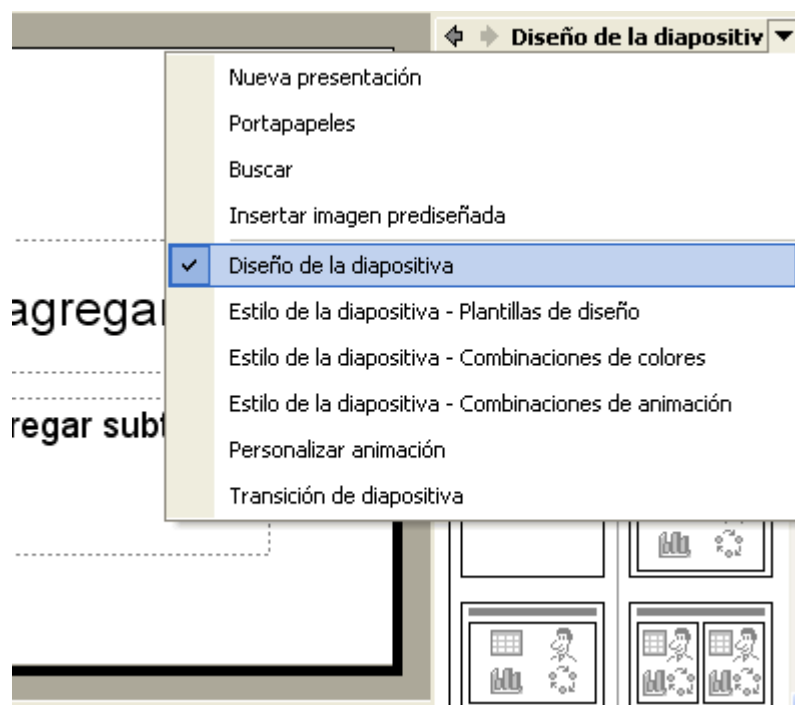 Diseño de la diapositiv
Nueva presentación
Portapapeles
Buscar
Insertar imagen prediseñada
Diseño de la diapositiva
agregar
Estilo de la diapositiva - Plantillas de diseño
Estilo de la diapositiva - Combinaciones de colores
Estilo de la diapositiva - Combinaciones de animación
regar subt
Personalizar animación
Transición de diapositiva